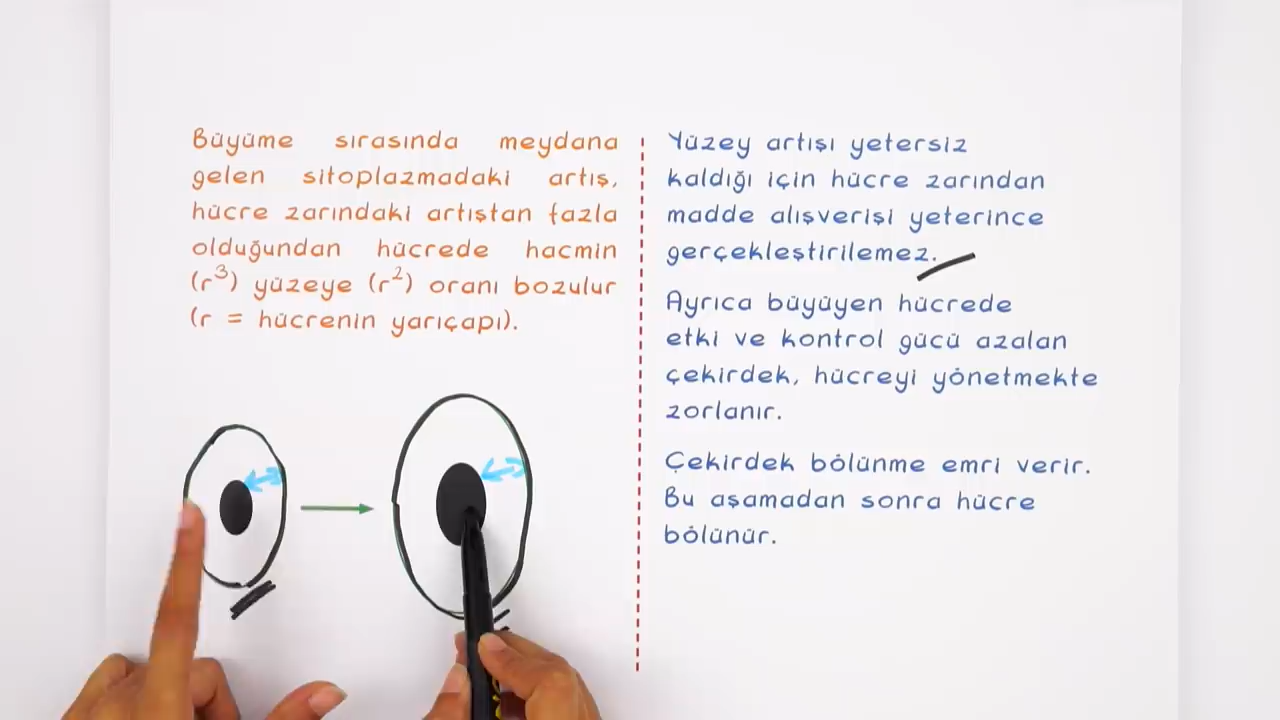 Büyüme sırasında meydana
gelen sitoplazmadaki artış,
hücre zarındaki artıştan fazla
olduğundan hücrede hacmin
(r³) yüzeye (r²) oranı bozulur
(r = hücrenin yarıçapı).
Yüzey artışı yetersiz
kaldığı için hücre zarından
madde alışverişi yeterince
gerçekleştirilemez.
Ayrıca büyüyen hücrede
etki ve kontrol gücü azalan
çekirdek, hücreyi yönetmekte
zorlanır.
Çekirdek bölünme emri verir.
Bu aşamadan sonra hücre
bölünür.